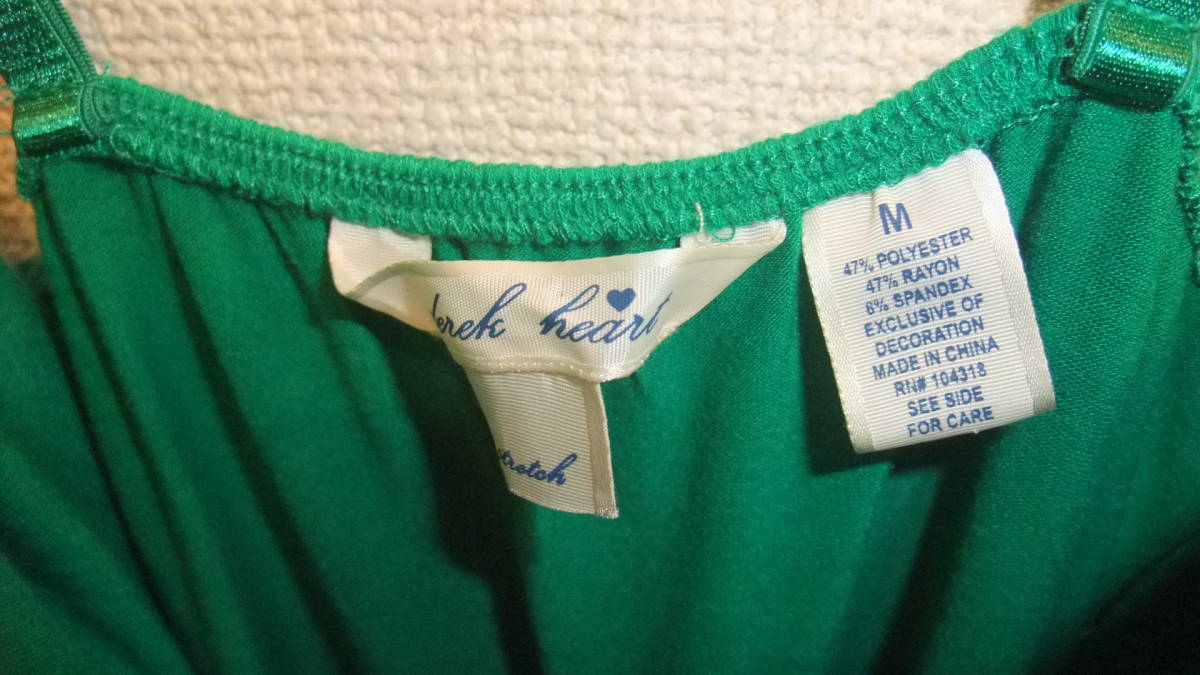 derek heart
stretch
M
47% POLYESTER
47% RAYON
6% SPANDEX
EXCLUSIVE OF
DECORATION
MADE IN CHINA
RN# 104318
SEE SIDE
FOR CARE